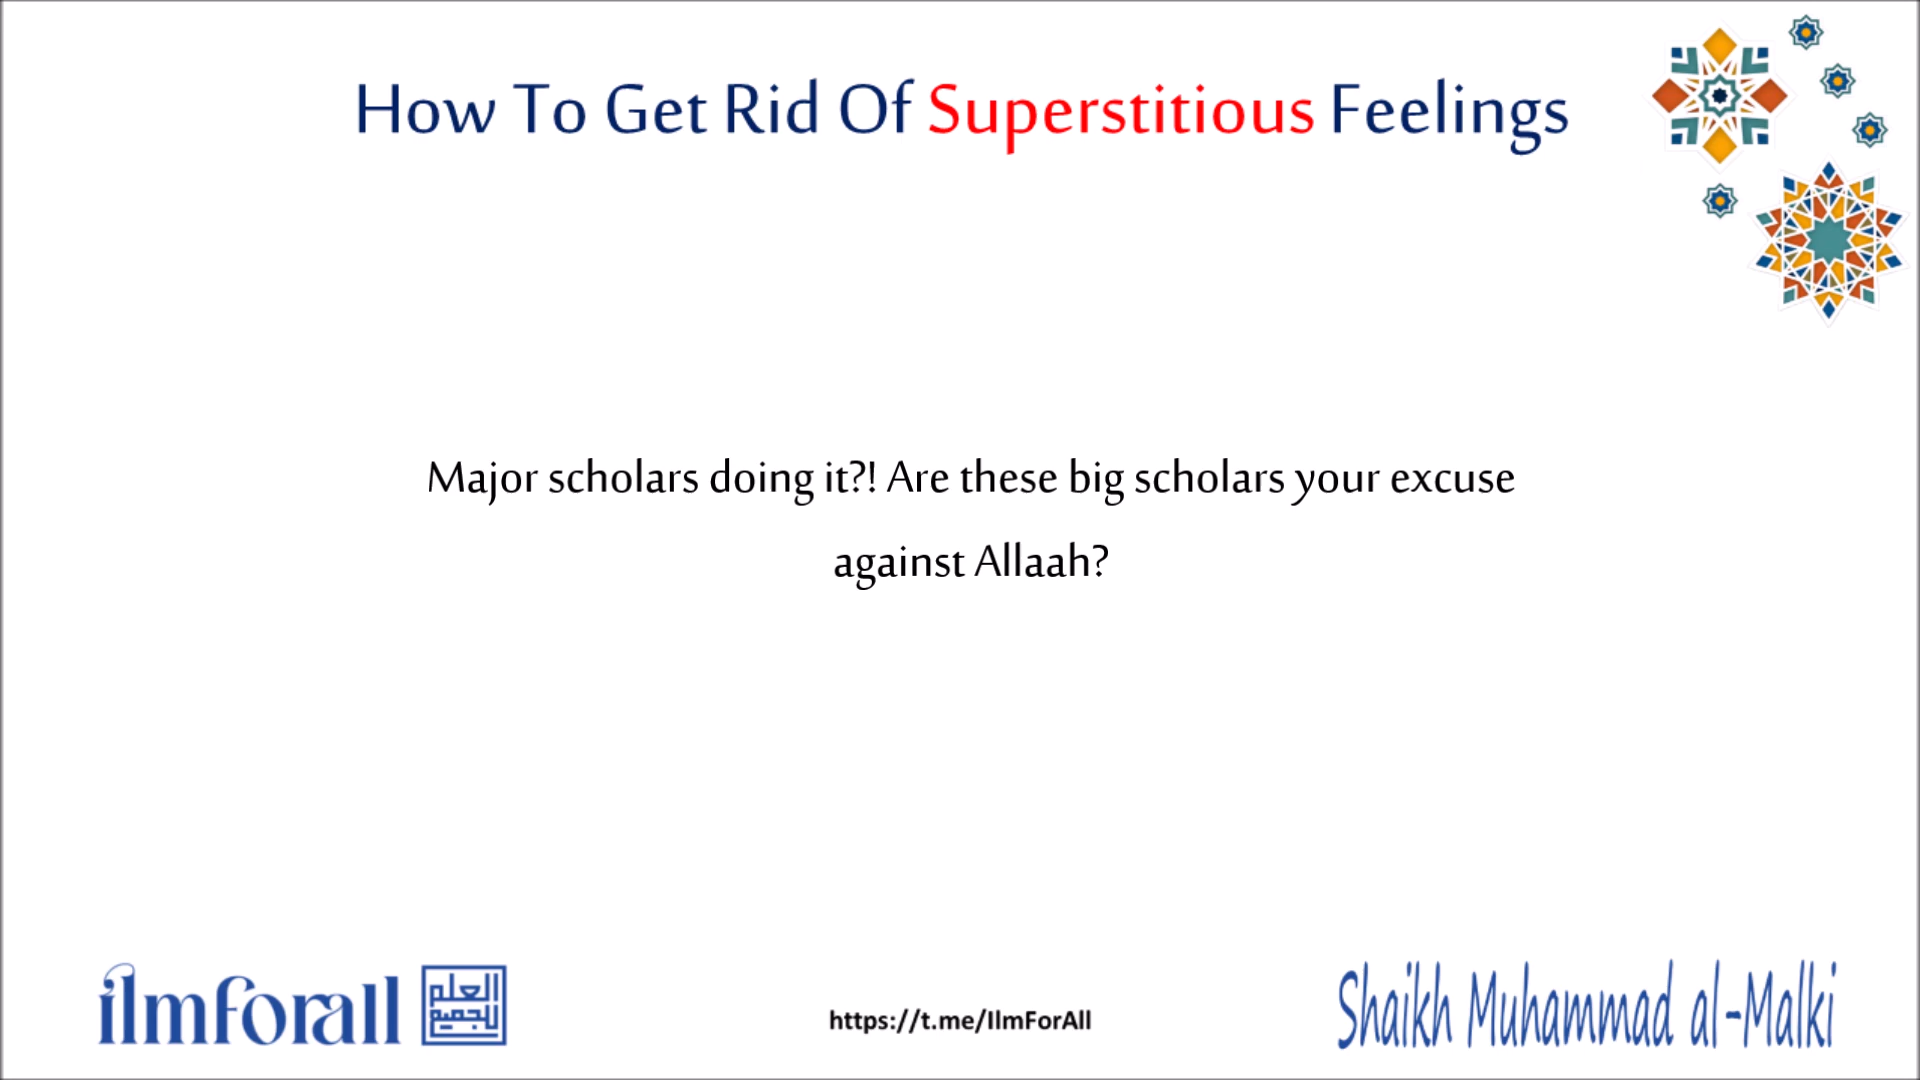 How To Get Rid Of Superstitious Feelings
Major scholars doing it?! Are these big scholars your excuse
against Allaah?
ilmforall
العلم
للجميع
https://t.me/IlmForAll
Shaikh Muhammad al-Malki